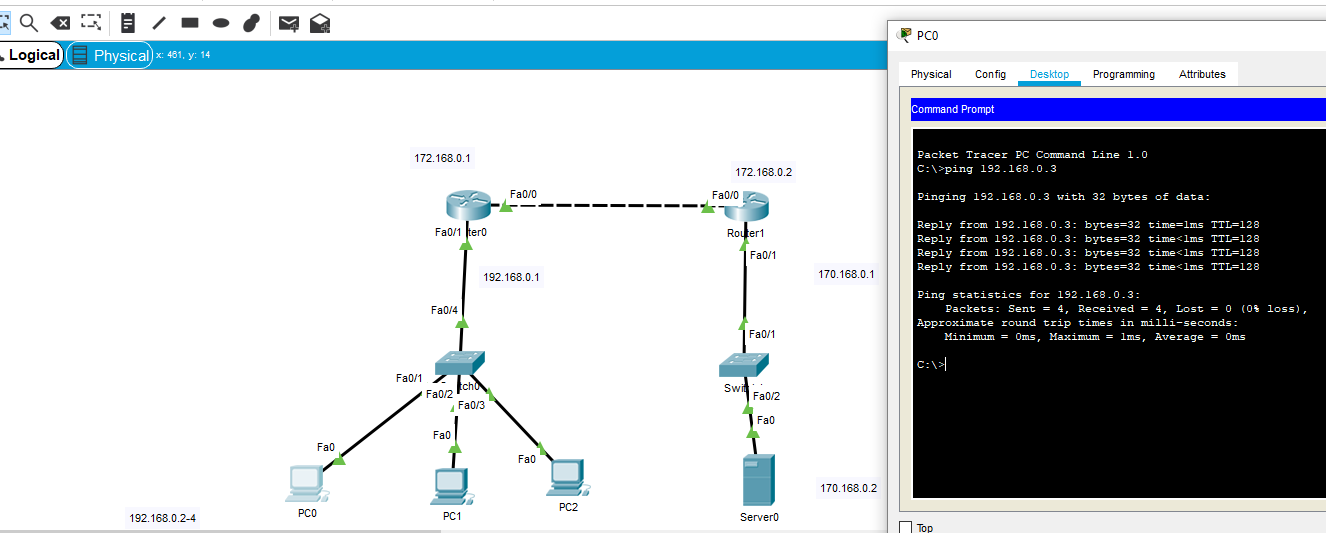 Logical
Physical
x: 461, y: 14
172.168.0.1
172.168.0.2
Fa0/0
Fa0/0
Fa0/1
ter0
Router1
Fa0/1
192.168.0.1
170.168.0.1
Fa0/4
Fa0/1
Fa0/1
tch0
Fa0/2
Fa0/3
Swit
Fa0/2
Fa0
Fa0
Fa0
Fa0
PC0
PC1
PC2
170.168.0.2
Server0
192.168.0.2-4
PC0
Physical
Config
Desktop
Programming
Attributes
Command Prompt
Packet Tracer PC Command Line 1.0
C:\>ping 192.168.0.3
Pinging 192.168.0.3 with 32 bytes of data:
Reply from 192.168.0.3: bytes=32 time=1ms TTL=128
Reply from 192.168.0.3: bytes=32 time<1ms TTL=128
Reply from 192.168.0.3: bytes=32 time<1ms TTL=128
Reply from 192.168.0.3: bytes=32 time<1ms TTL=128
Ping statistics for 192.168.0.3:
Packets: Sent = 4, Received = 4, Lost = 0 (0% loss),
Approximate round trip times in milli-seconds:
Minimum = 0ms, Maximum = 1ms, Average = 0ms
C:\>
Top